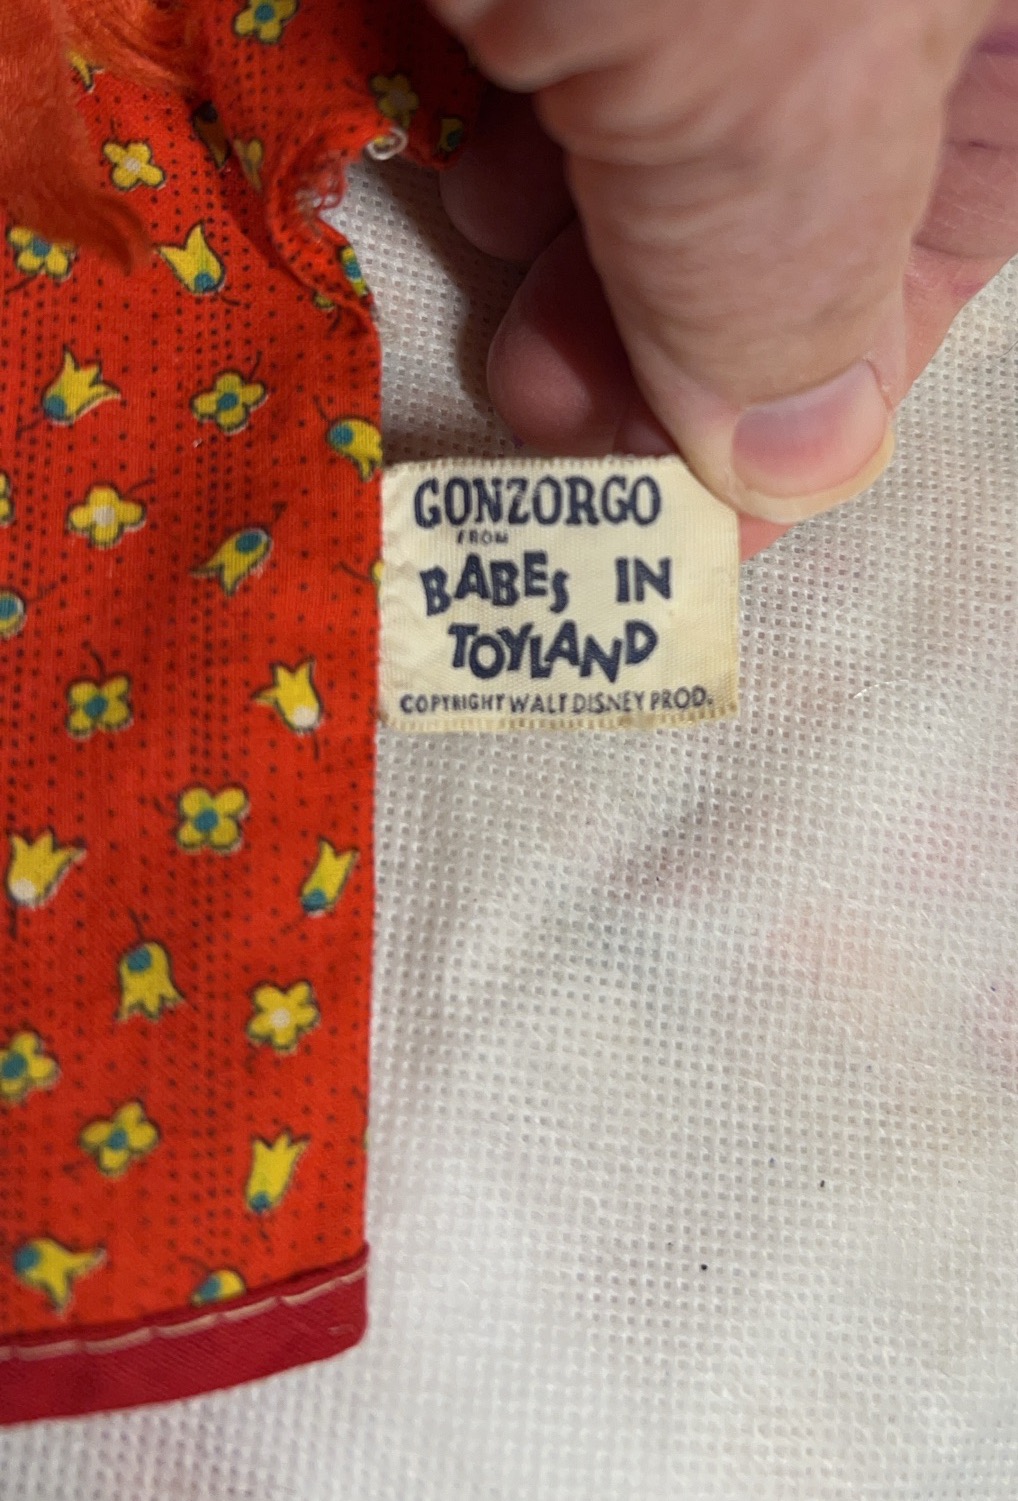 GONZORGO
FROM
BABES IN
TOYLAND
COPYRIGHT WALT DISNEY PROD.